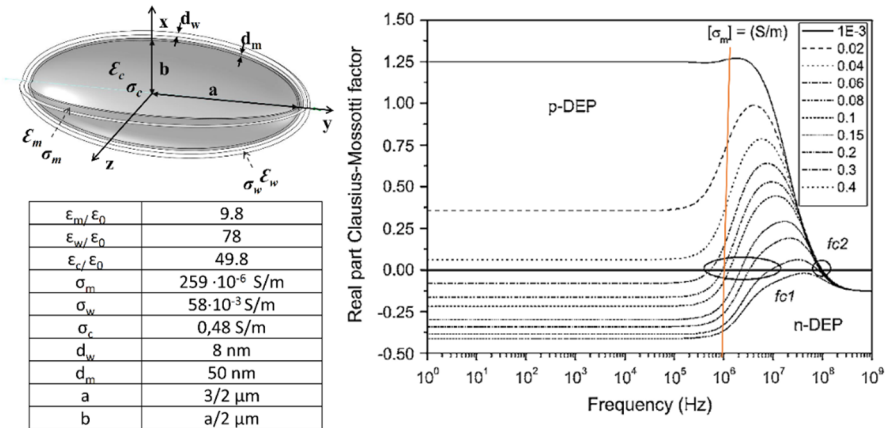 x
d_w
d_m
ε_c
σ_c
b
a
y
z
ε_m
σ_m
σ_w
ε_w
ε_m/ε_0 9.8
ε_w/ε_0 78
ε_c/ε_0 49.8
σ_m 259 ·10⁻⁶ S/m
σ_w 58·10⁻³ S/m
σ_c 0,48 S/m
d_w 8 nm
d_m 50 nm
a 3/2 μm
b a/2 μm
Real part Clausius-Mossotti factor
1.50
1.25
1.00
0.75
0.50
0.25
0.00
-0.25
-0.50
[σ_m] = (S/m)
1E-3
0.02
0.04
0.06
0.08
0.1
0.15
0.2
0.3
0.4
p-DEP
fc2
fc1
n-DEP
10⁰ 10¹ 10² 10³ 10⁴ 10⁵ 10⁶ 10⁷ 10⁸ 10⁹
Frequency (Hz)